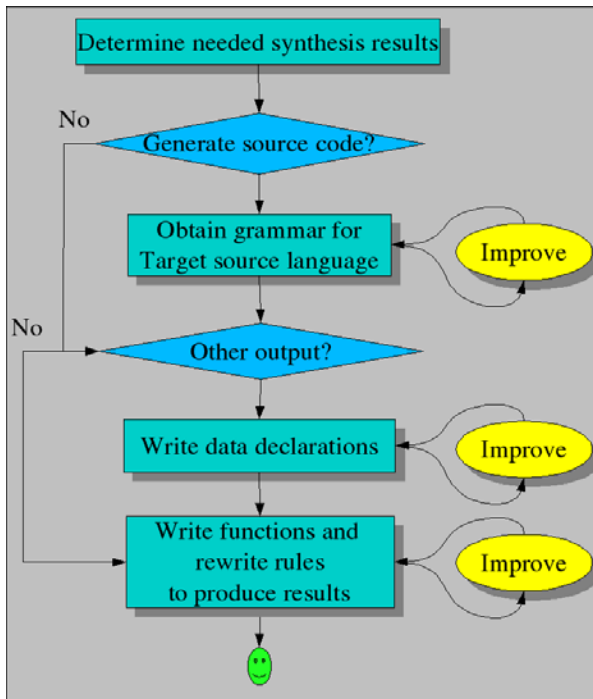 Determine needed synthesis results
No
Generate source code?
Obtain grammar for
Target source language
Improve
No
Other output?
Write data declarations
Improve
Write functions and
rewrite rules
to produce results
Improve